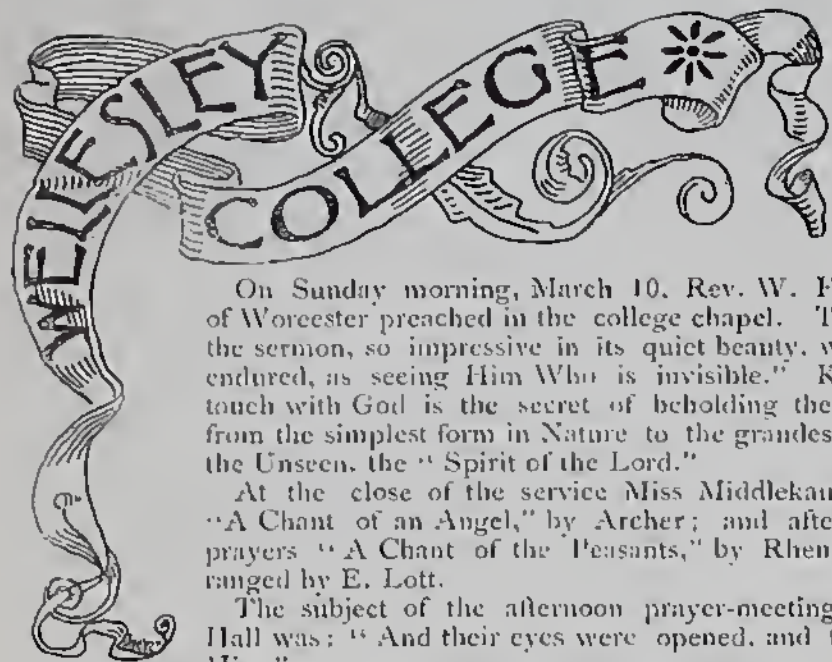 WELLESLEY
COLLEGE
On Sunday morning, March 10, Rev. W.
of Worcester preached in the college chapel.
the sermon, so impressive in its quiet beauty,
endured, as seeing Him Who is invisible."
touch with God is the secret of beholding the
from the simplest form in Nature to the grandes
the Unseen, the "Spirit of the Lord."
At the close of the service Miss Middlekau
"A Chant of an Angel," by Archer; and afte
prayers "A Chant of the Peasants," by Rhen
ranged by E. Lott.
The subject of the afternoon prayer-meeting
Hall was: "And their eyes were opened, and